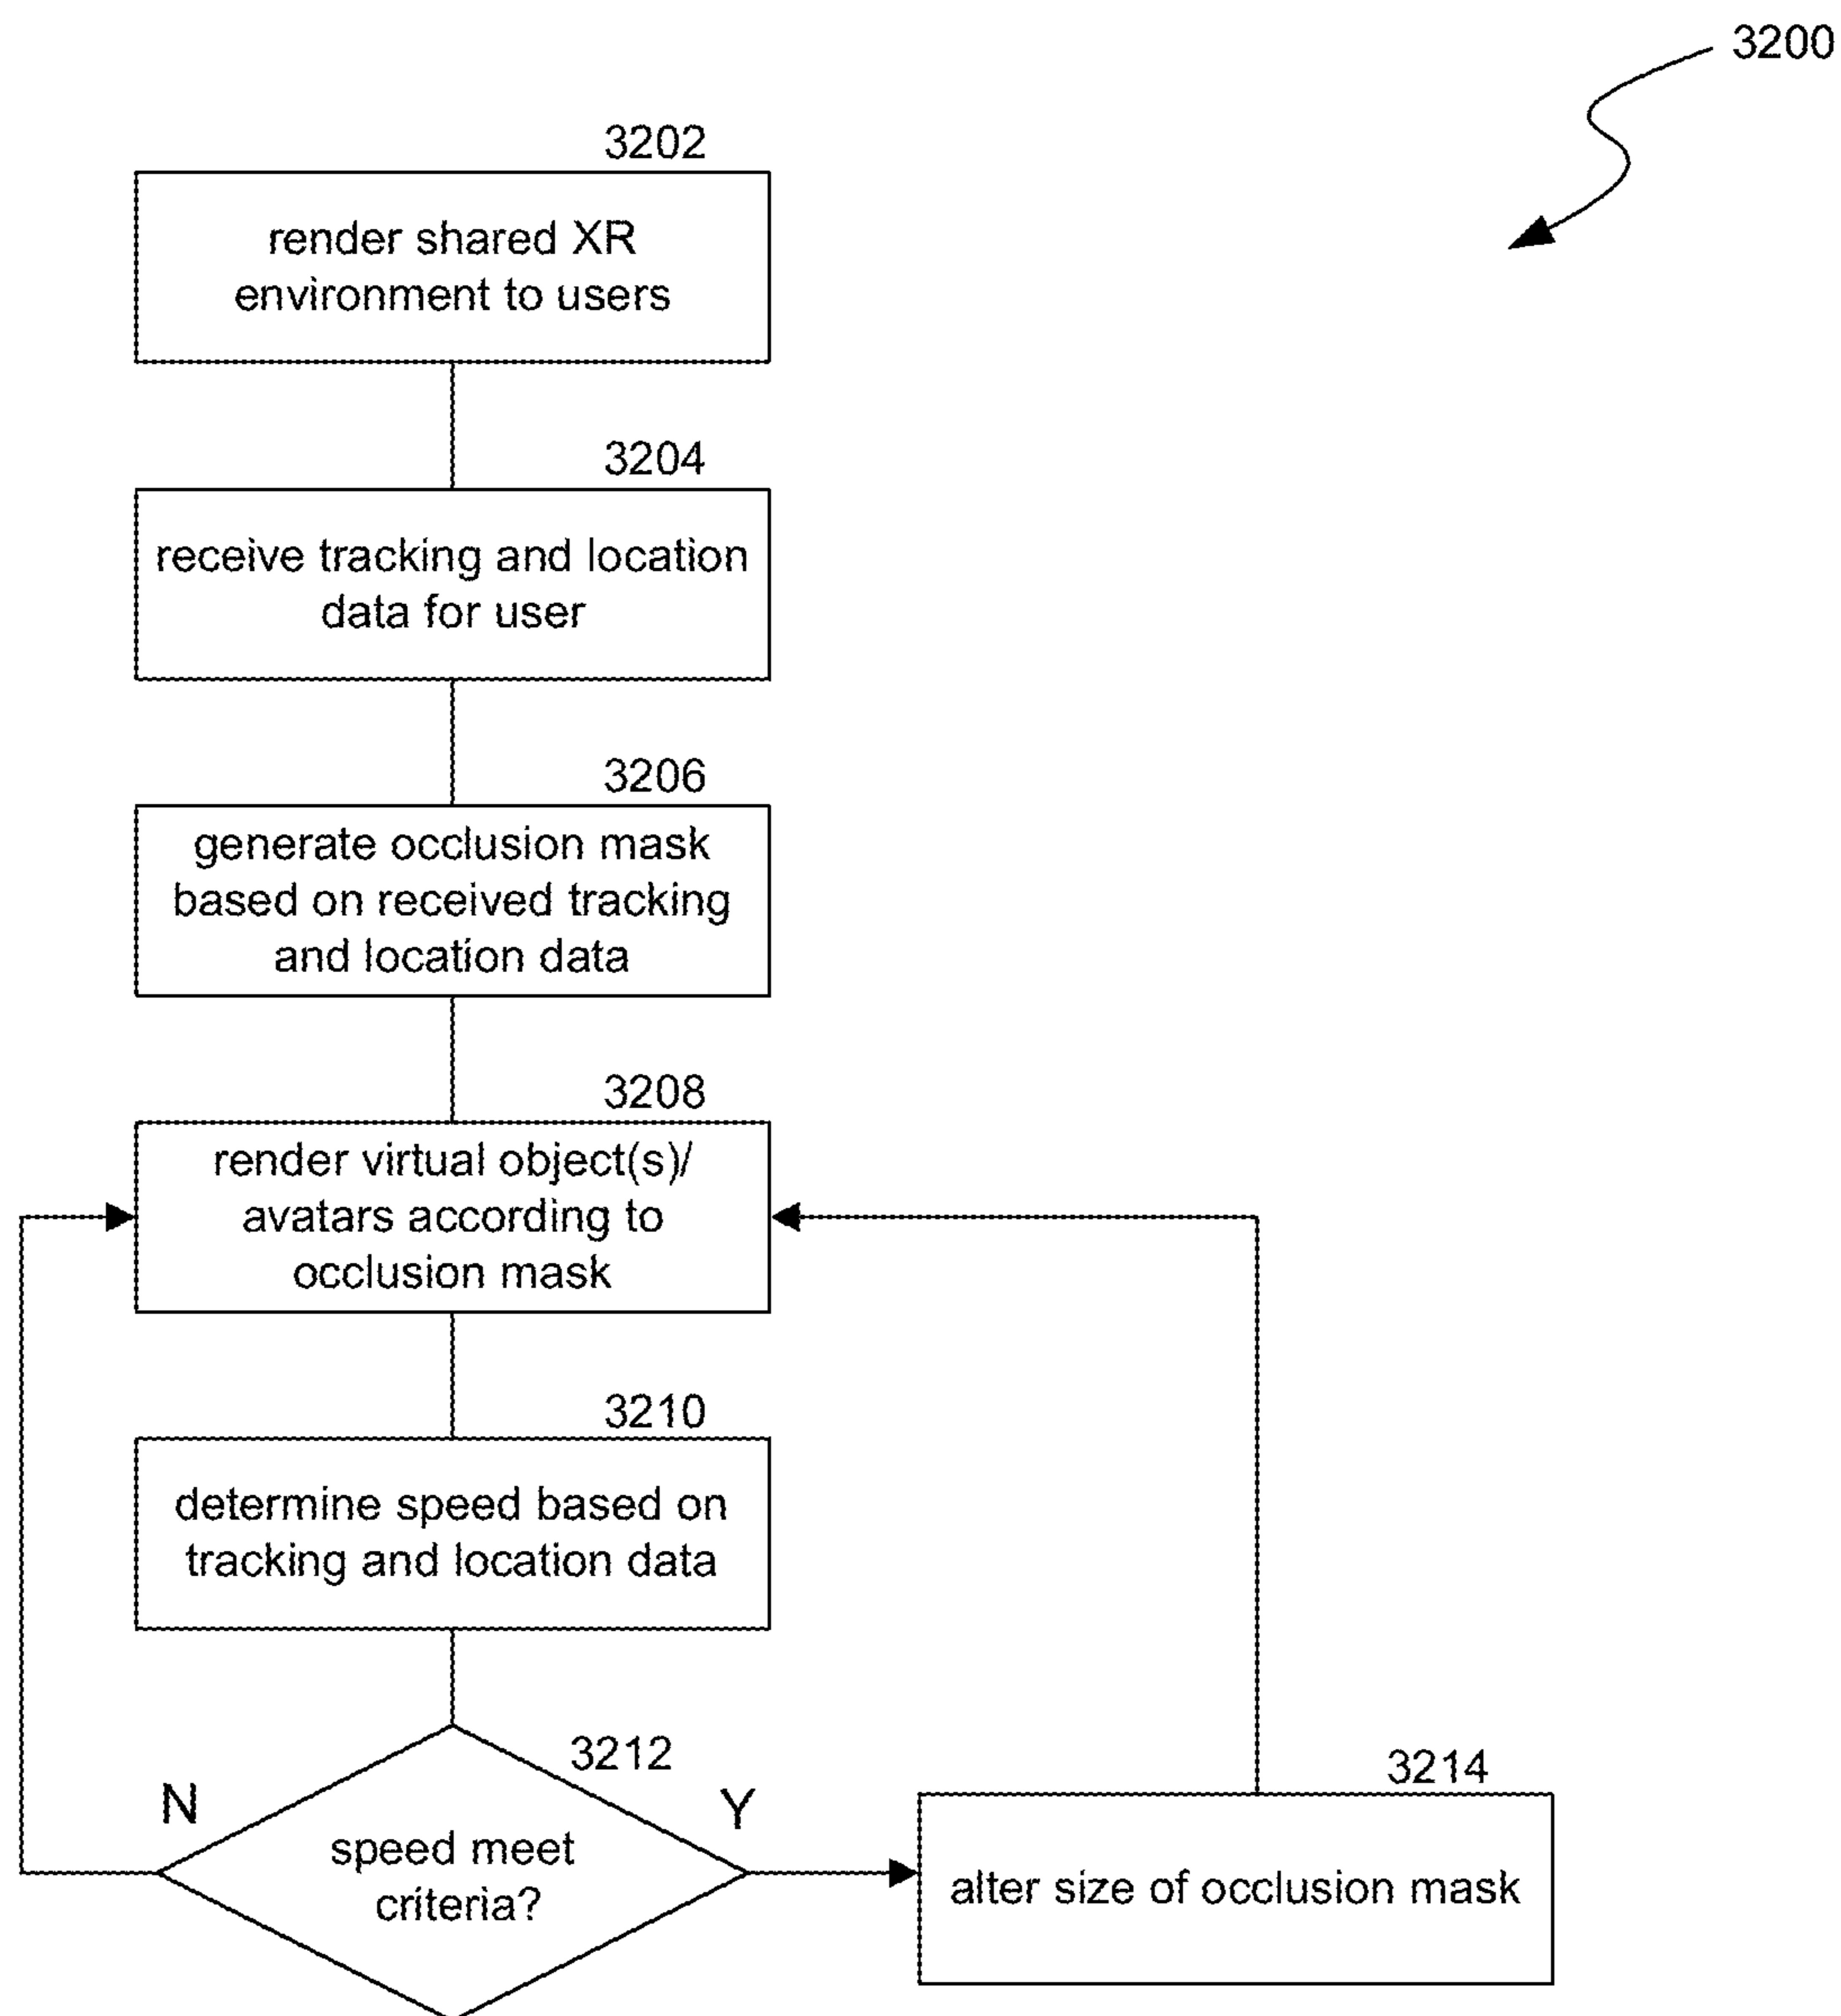 3200
3202
render shared XR
environment to users
3204
receive tracking and location
data for user
3206
generate occlusion mask
based on received tracking
and location data
3208
render virtual object(s)/
avatars according to
occlusion mask
3210
determine speed based on
tracking and location data
3212
N
Y
speed meet
criteria?
3214
alter size of occlusion mask